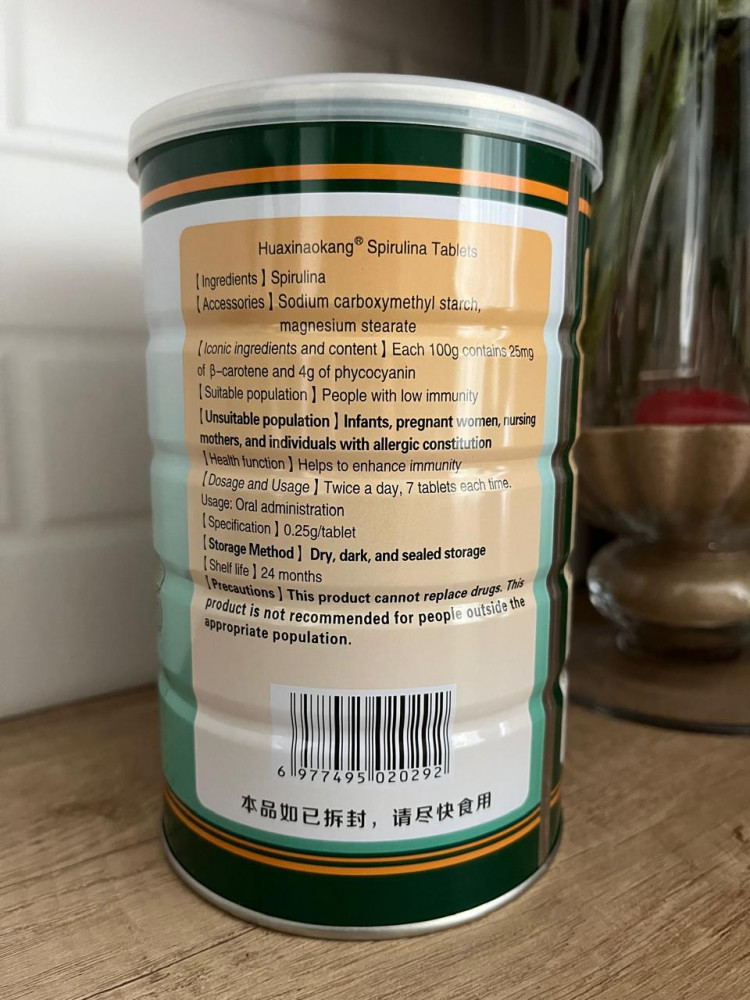 Huaxinaokang® Spirulina Tablets
【Ingredients】Spirulina
【Accessories】Sodium carboxymethyl starch,
magnesium stearate
【Iconic ingredients and content】Each 100g contains 25mg
of β-carotene and 4g of phycocyanin
【Suitable population】People with low immunity
【Unsuitable population】Infants, pregnant women, nursing
mothers, and individuals with allergic constitution
【Health function】Helps to enhance immunity
【Dosage and Usage】Twice a day, 7 tablets each time.
Usage: Oral administration
【Specification】0.25g/tablet
【Storage Method】Dry, dark, and sealed storage
【Shelf life】24 months
【Precautions】This product cannot replace drugs. This
product is not recommended for people outside the
appropriate population.
6 977495 020292
本品如已拆封，请尽快食用